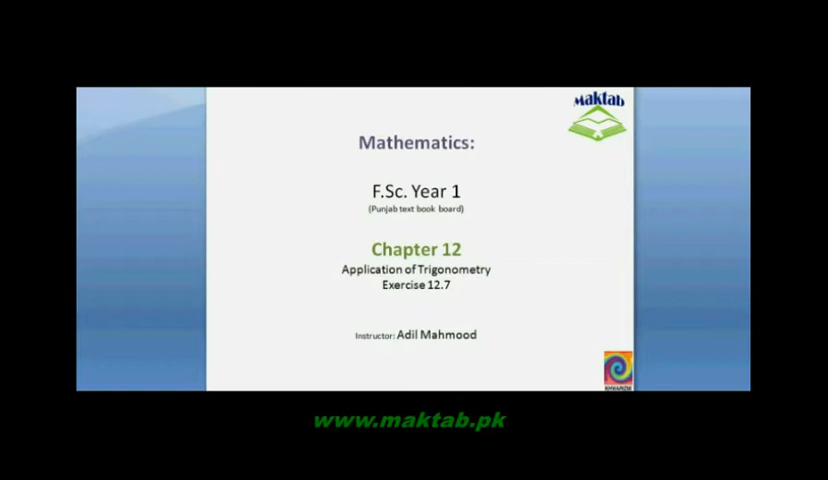 Maktab
Mathematics:
F.Sc. Year 1
(Punjab text book board)
Chapter 12
Application of Trigonometry
Exercise 12.7
Instructor: Adil Mahmood
KHWARIZMI
www.maktab.pk